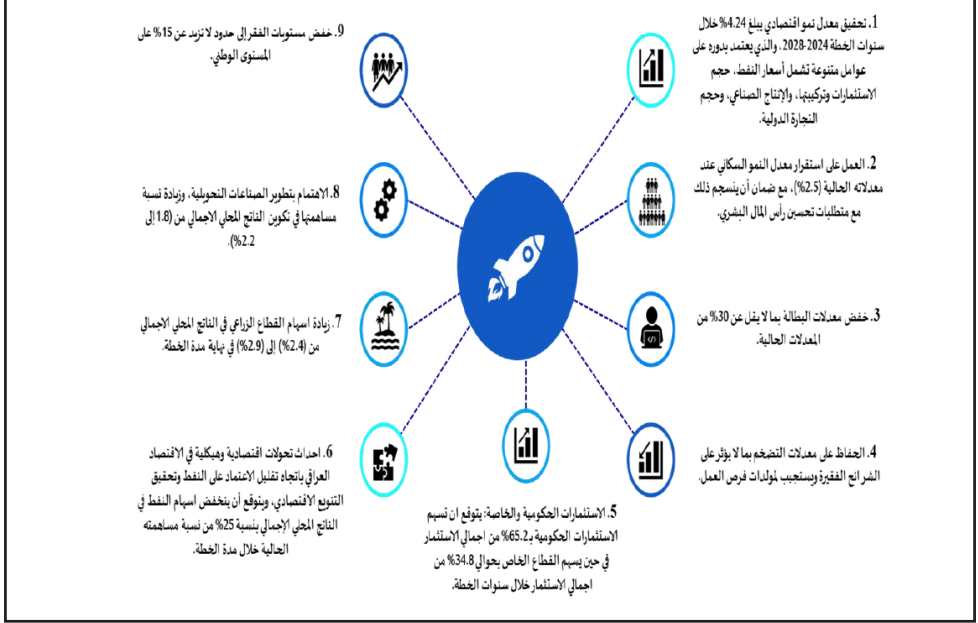 1. تحقيق معدل نمو اقتصادي يبلغ 4.24% خلال
سنوات الخطة 2024-2028، والذي يعتمد بدوره على
عوامل متنوعة تشمل أسعار النفط، حجم
الاستثمارات وتركيبتها، والإنتاج الصناعي، وحجم
التجارة الدولية.
2. العمل على استقرار معدل النمو السكاني عند
معدلاته الحالية (2.5%)، مع ضمان أن ينسجم ذلك
مع متطلبات تحسين رأس المال البشري.
3. خفض معدلات البطالة بما لا يقل عن 30% من
المعدلات الحالية.
4. الحفاظ على معدلات التضخم بما لا يؤثر على
الشرائح الفقيرة ويستجيب لمولدات فرص العمل.
5. الاستثمارات الحكومية والخاصة: يتوقع ان تسهم
الاستثمارات الحكومية بـ65.2% من اجمالي الاستثمار
في حين يسهم القطاع الخاص بحوالي 34.8% من
اجمالي الاستثمار خلال سنوات الخطة.
6. احداث تحولات اقتصادية وهيكلية في الاقتصاد
العراقي باتجاه تقليل الاعتماد على النفط وتحقيق
التنويع الاقتصادي، ويتوقع أن ينخفض اسهام النفط في
الناتج المحلي الإجمالي بنسبة 25% من نسبة مساهمته
الحالية خلال مدة الخطة.
7. زيادة اسهام القطاع الزراعي في الناتج المحلي الاجمالي
من (2.4%) إلى (2.9%) في نهاية مدة الخطة.
8. الاهتمام بتطوير الصناعات التحويلية، وزيادة نسبة
مساهمتها في تكوين الناتج المحلي الاجمالي من (1.8 إلى
2.2%).
9. خفض مستويات الفقر إلى حدود لا تزيد عن 15% على
المستوى الوطني.